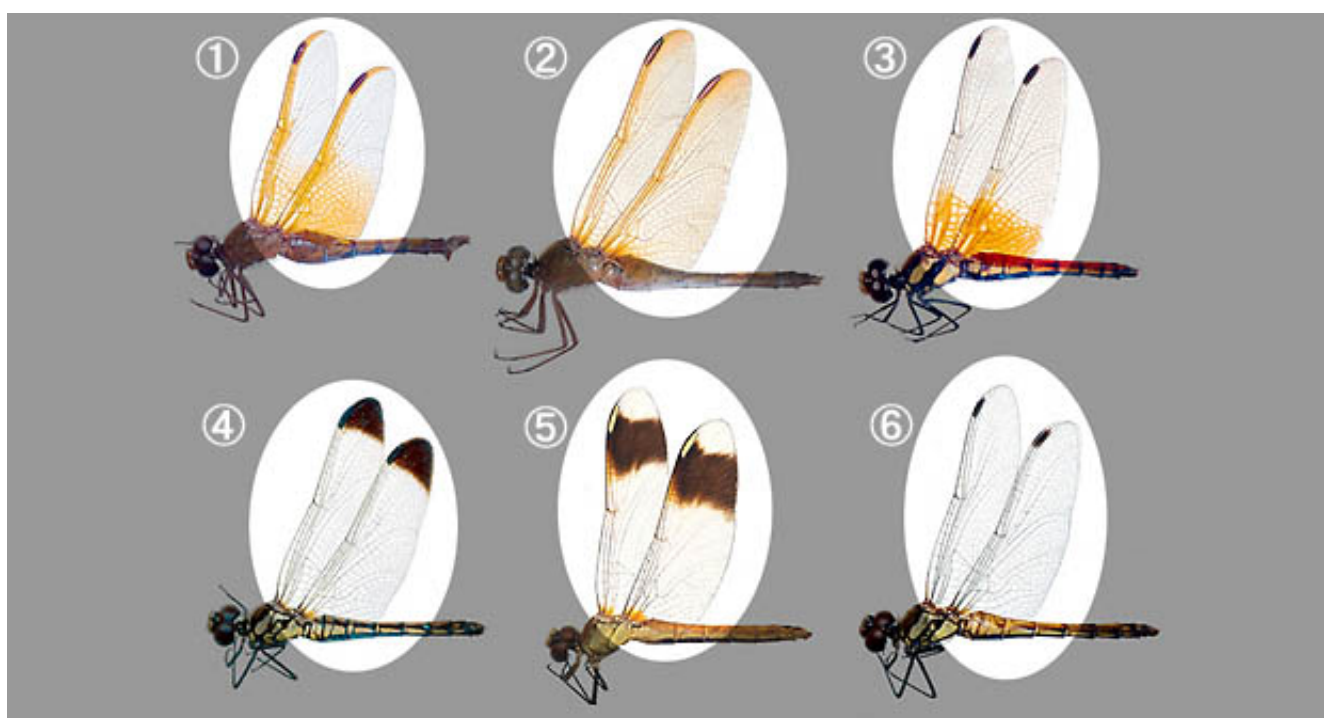 ① ② ③
④ ⑤ ⑥